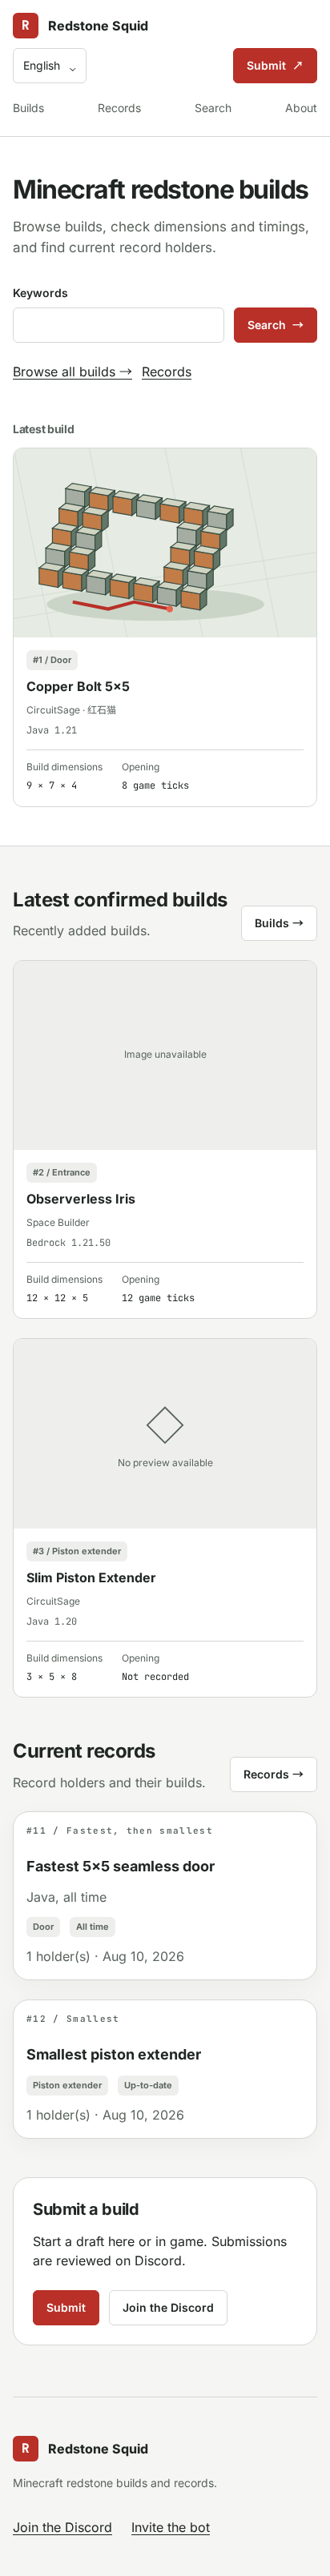 R Redstone Squid
English
Submit ↗
Builds Records Search About
Minecraft redstone builds
Browse builds, check dimensions and timings,
and find current record holders.
Keywords
Search →
Browse all builds → Records
Latest build
#1 / Door
Copper Bolt 5×5
CircuitSage · 红石猫
Java 1.21
Build dimensions Opening
9 × 7 × 4 8 game ticks
Latest confirmed builds
Recently added builds.
Builds →
Image unavailable
#2 / Entrance
Observerless Iris
Space Builder
Bedrock 1.21.50
Build dimensions Opening
12 × 12 × 5 12 game ticks
No preview available
#3 / Piston extender
Slim Piston Extender
CircuitSage
Java 1.20
Build dimensions Opening
3 × 5 × 8 Not recorded
Current records
Record holders and their builds.
Records →
#11 / Fastest, then smallest
Fastest 5×5 seamless door
Java, all time
Door All time
1 holder(s) · Aug 10, 2026
#12 / Smallest
Smallest piston extender
Piston extender Up-to-date
1 holder(s) · Aug 10, 2026
Submit a build
Start a draft here or in game. Submissions
are reviewed on Discord.
Submit Join the Discord
R Redstone Squid
Minecraft redstone builds and records.
Join the Discord Invite the bot